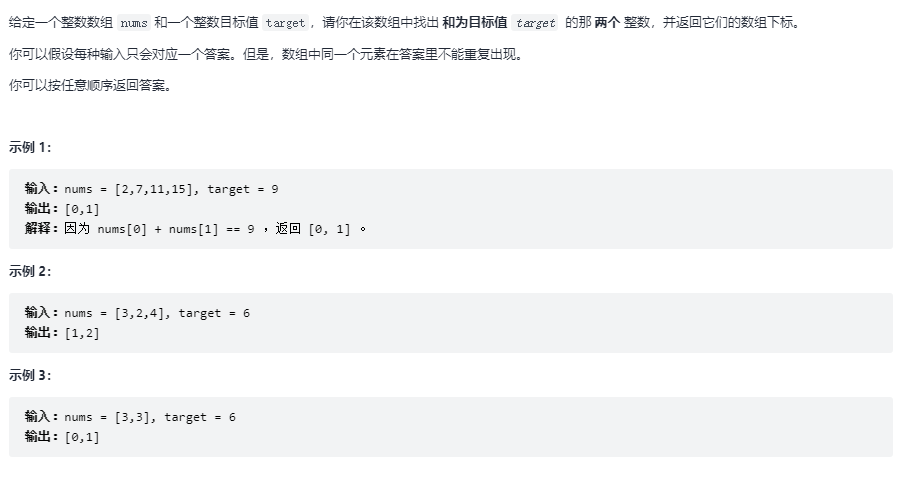 给定一个整数数组 nums 和一个整数目标值 target，请你在该数组中找出 和为目标值 target 的那 两个 整数，并返回它们的数组下标。
你可以假设每种输入只会对应一个答案。但是，数组中同一个元素在答案里不能重复出现。
你可以按任意顺序返回答案。
示例 1：
输入：nums = [2,7,11,15], target = 9
输出：[0,1]
解释：因为 nums[0] + nums[1] == 9 ，返回 [0, 1] 。
示例 2：
输入：nums = [3,2,4], target = 6
输出：[1,2]
示例 3：
输入：nums = [3,3], target = 6
输出：[0,1]